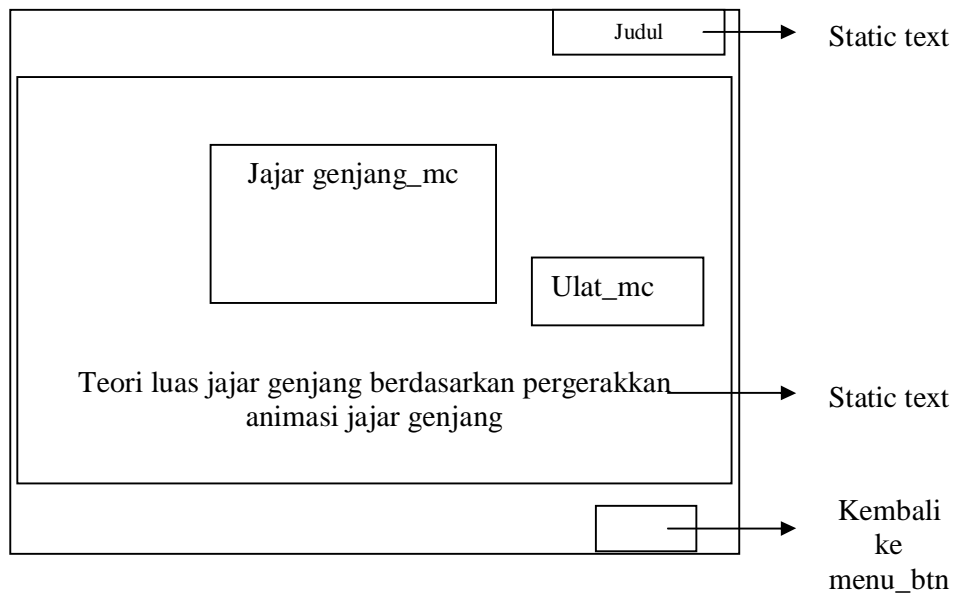 Judul
Static text
Jajar genjang_mc
Ulat_mc
Teori luas jajar genjang berdasarkan pergerakkan
animasi jajar genjang
Static text
Kembali
ke
menu_btn